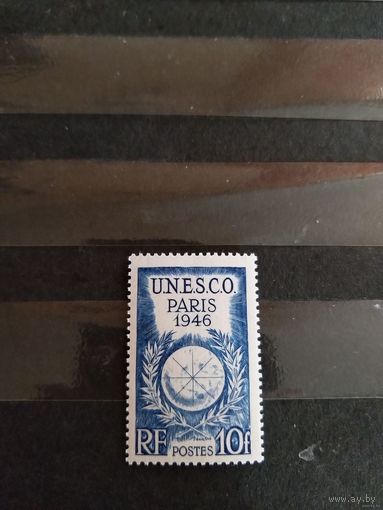 U.N.E.S.C.O.
PARIS
1946
RF POSTES 10f
www.ay.by